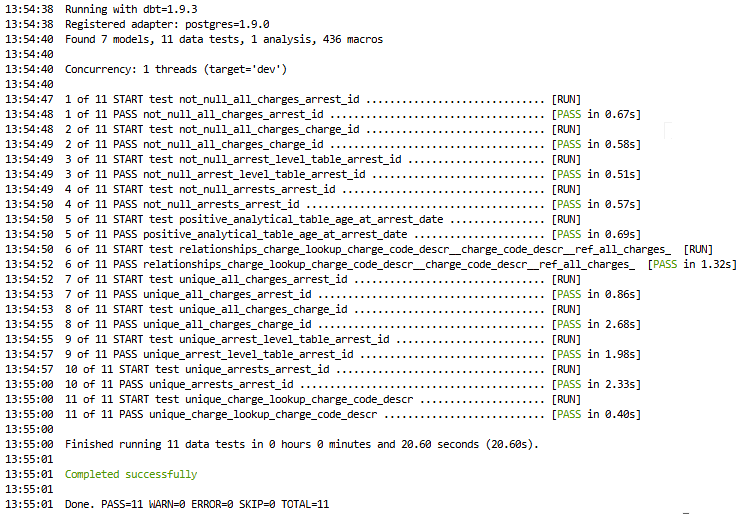 13:54:38  Running with dbt=1.9.3
13:54:38  Registered adapter: postgres=1.9.0
13:54:40  Found 7 models, 11 data tests, 1 analysis, 436 macros
13:54:40
13:54:40  Concurrency: 1 threads (target='dev')
13:54:40
13:54:47  1 of 11 START test not_null_all_charges_arrest_id .............................. [RUN]
13:54:48  1 of 11 PASS not_null_all_charges_arrest_id .................................... [PASS in 0.67s]
13:54:48  2 of 11 START test not_null_all_charges_charge_id .............................. [RUN]
13:54:49  2 of 11 PASS not_null_all_charges_charge_id .................................... [PASS in 0.58s]
13:54:49  3 of 11 START test not_null_arrest_level_table_arrest_id ....................... [RUN]
13:54:49  3 of 11 PASS not_null_arrest_level_table_arrest_id ............................. [PASS in 0.51s]
13:54:49  4 of 11 START test not_null_arrests_arrest_id .................................. [RUN]
13:54:50  4 of 11 PASS not_null_arrests_arrest_id ........................................ [PASS in 0.57s]
13:54:50  5 of 11 START test positive_analytical_table_age_at_arrest_date ................ [RUN]
13:54:50  5 of 11 PASS positive_analytical_table_age_at_arrest_date ...................... [PASS in 0.69s]
13:54:50  6 of 11 START test relationships_charge_lookup_charge_code_descr__charge_code_descr__ref_all_charges_  [RUN]
13:54:52  6 of 11 PASS relationships_charge_lookup_charge_code_descr__charge_code_descr__ref_all_charges_  [PASS in 1.32s]
13:54:52  7 of 11 START test unique_all_charges_arrest_id ................................ [RUN]
13:54:53  7 of 11 PASS unique_all_charges_arrest_id ...................................... [PASS in 0.86s]
13:54:53  8 of 11 START test unique_all_charges_charge_id ................................ [RUN]
13:54:55  8 of 11 PASS unique_all_charges_charge_id ...................................... [PASS in 2.68s]
13:54:55  9 of 11 START test unique_arrest_level_table_arrest_id ......................... [RUN]
13:54:57  9 of 11 PASS unique_arrest_level_table_arrest_id ............................... [PASS in 1.98s]
13:54:57  10 of 11 START test unique_arrests_arrest_id ................................... [RUN]
13:55:00  10 of 11 PASS unique_arrests_arrest_id ......................................... [PASS in 2.33s]
13:55:00  11 of 11 START test unique_charge_lookup_charge_code_descr ..................... [RUN]
13:55:00  11 of 11 PASS unique_charge_lookup_charge_code_descr ........................... [PASS in 0.40s]
13:55:00
13:55:00  Finished running 11 data tests in 0 hours 0 minutes and 20.60 seconds (20.60s).
13:55:01
13:55:01  Completed successfully
13:55:01
13:55:01  Done. PASS=11 WARN=0 ERROR=0 SKIP=0 TOTAL=11